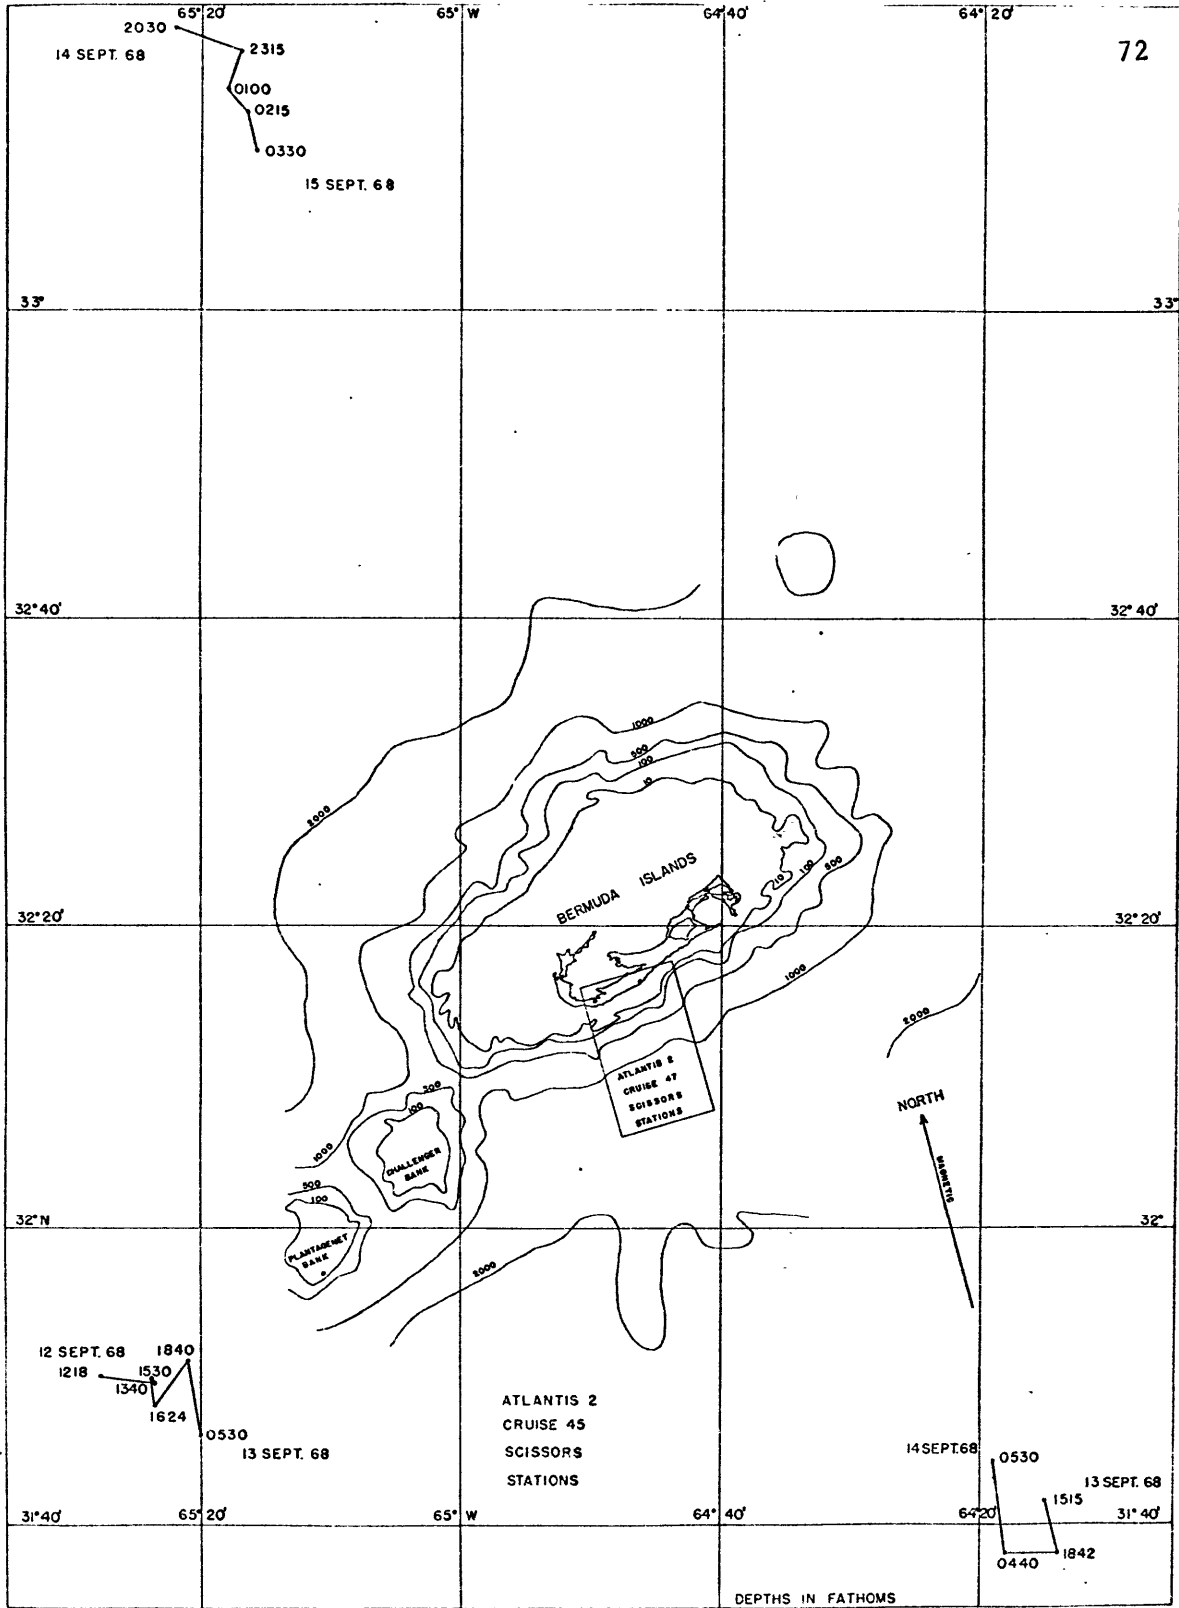 65°20' 65° W 64°40' 64°20'
72
2030
2315
14 SEPT. 68
0100
0215
0330
15 SEPT. 68
33° 33°
32°40' 32°40'
1000
500
100
10
2000
BERMUDA ISLANDS
10 100 500
32°20' 32°20'
1000
2000
ATLANTIS 2
CRUISE 47
SCISSORS
STATIONS
500
100
NORTH
MAGNETIC
1000
CHALLENGER
BANK
500
100
32°N 32°
PLANTAGENET
BANK
2000
12 SEPT. 68 1840
1218 1530
1340
1624
0530
13 SEPT. 68
ATLANTIS 2
CRUISE 45
SCISSORS
STATIONS
14 SEPT. 68 0530
13 SEPT. 68
1515
31°40' 65°20' 65° W 64°40' 64°20' 31°40'
0440 1842
DEPTHS IN FATHOMS